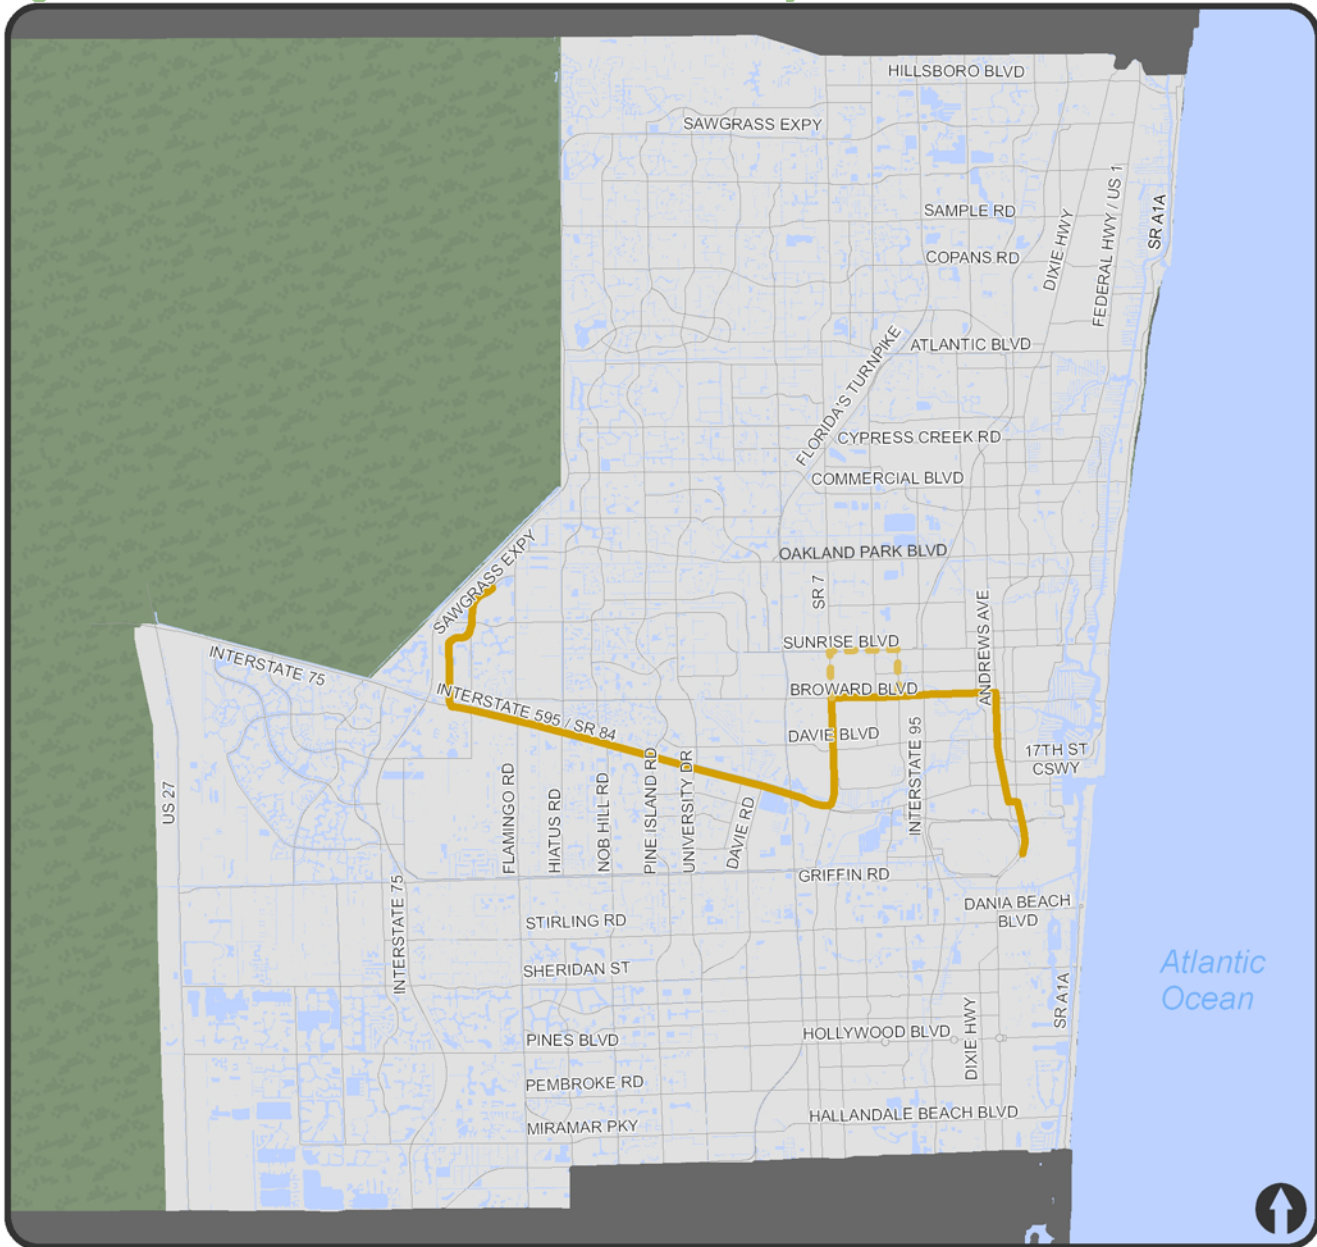 HILLSBORO BLVD
SAWGRASS EXPY
SAMPLE RD
COPANS RD
DIXIE HWY
FEDERAL HWY / US 1
SR A1A
ATLANTIC BLVD
FLORIDA'S TURNPIKE
CYPRESS CREEK RD
COMMERCIAL BLVD
OAKLAND PARK BLVD
SAWGRASS EXPY
SR 7
ANDREWS AVE
SUNRISE BLVD
INTERSTATE 75
INTERSTATE 595 / SR 84
BROWARD BLVD
DAVIE BLVD
INTERSTATE 95
17TH ST
CSWY
US 27
FLAMINGO RD
HIATUS RD
NOB HILL RD
PINE ISLAND RD
UNIVERSITY DR
DAVIE RD
GRIFFIN RD
INTERSTATE 75
DANIA BEACH
BLVD
STIRLING RD
SHERIDAN ST
Atlantic
Ocean
SR A1A
PINES BLVD
HOLLYWOOD BLVD
DIXIE HWY
PEMBROKE RD
HALLANDALE BEACH BLVD
MIRAMAR PKY